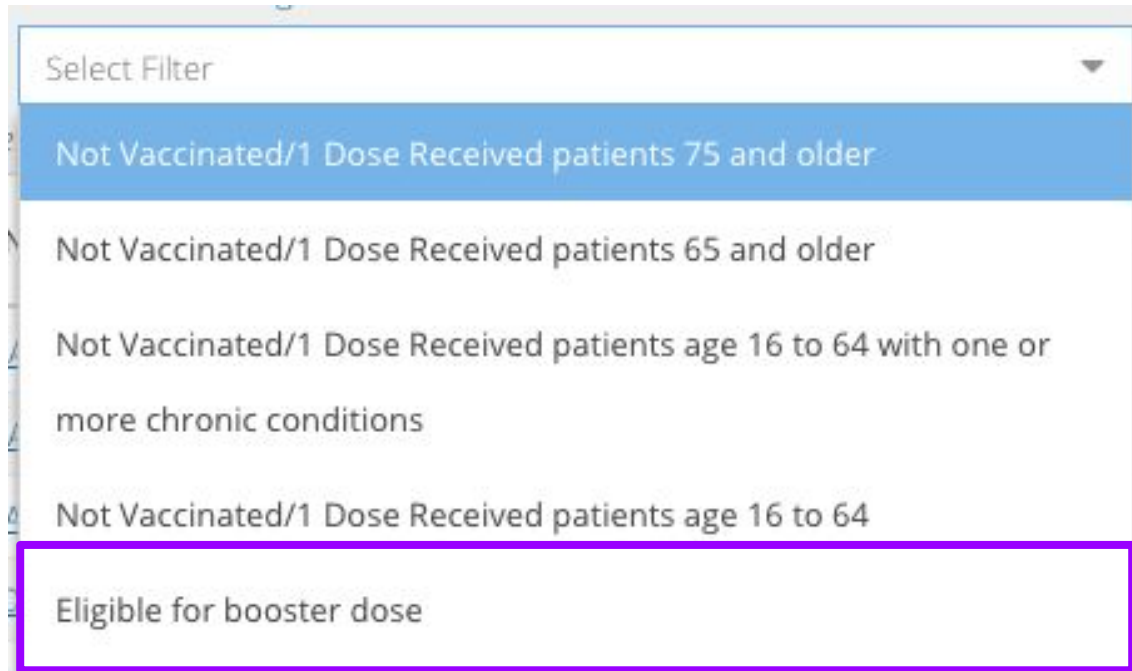 Select Filter
Not Vaccinated/1 Dose Received patients 75 and older
Not Vaccinated/1 Dose Received patients 65 and older
Not Vaccinated/1 Dose Received patients age 16 to 64 with one or
more chronic conditions
Not Vaccinated/1 Dose Received patients age 16 to 64
Eligible for booster dose